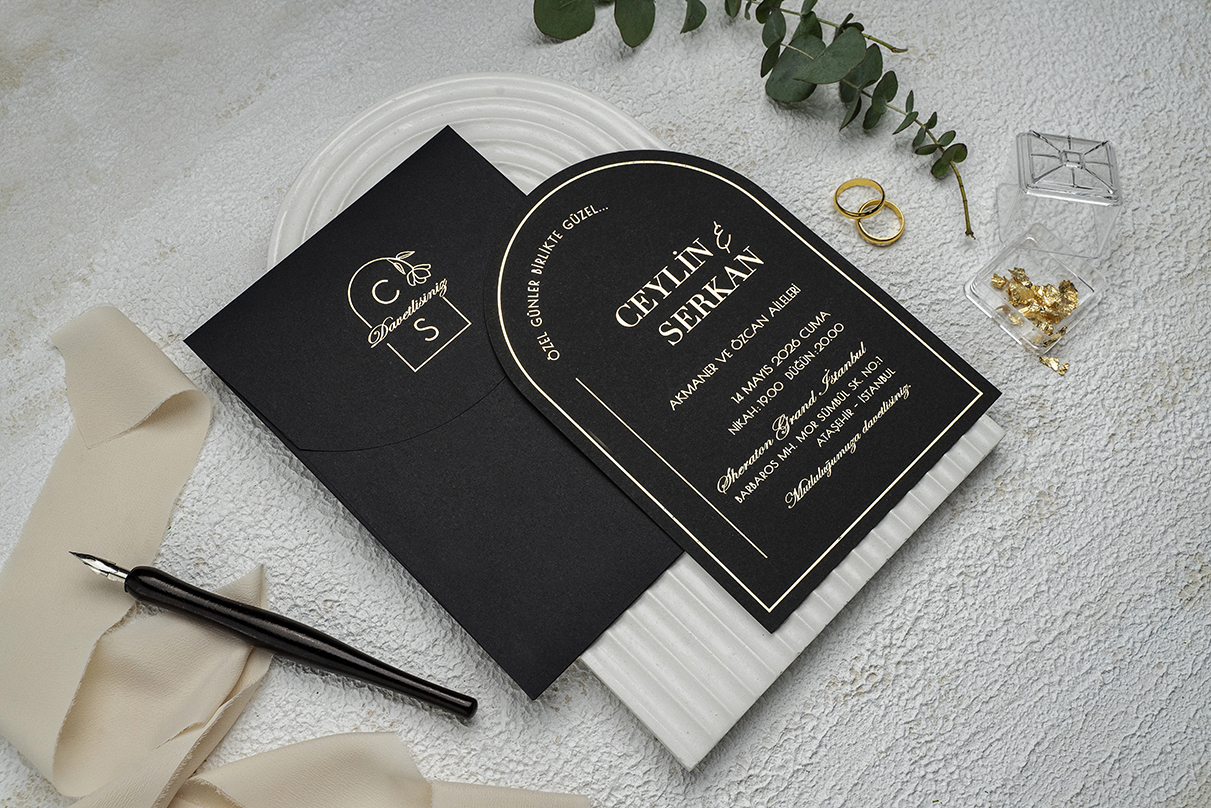 C
Davetlisiniz
S
ÖZEL GÜNLER BİRLİKTE GÜZEL...
CEYLİN &
SERKAN
AKMANER VE ÖZCAN AİLELERİ
14 MAYIS 2026 CUMA
NİKAH: 19.00 DÜĞÜN: 20.00
Sheraton Grand İstanbul
BARBAROS MH. MOR SÜMBÜL SK. NO:1
ATAŞEHİR - İSTANBUL
Mutluluğumuza davetlisiniz.